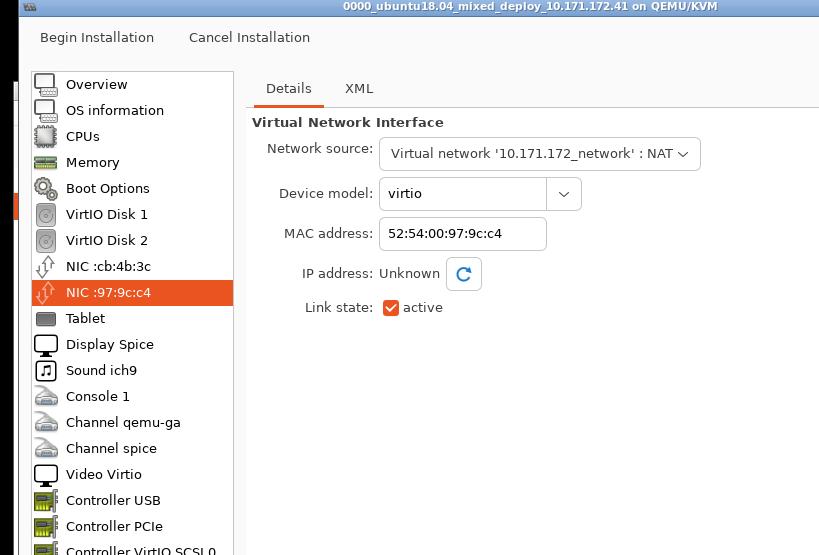 0000_ubuntu18.04_mixed_deploy_10.171.172.41 on QEMU/KVM
Begin Installation
Cancel Installation
Overview
OS information
CPUs
Memory
Boot Options
VirtIO Disk 1
VirtIO Disk 2
NIC :cb:4b:3c
NIC :97:9c:c4
Tablet
Display Spice
Sound ich9
Console 1
Channel qemu-ga
Channel spice
Video Virtio
Controller USB
Controller PCIe
Controller VirtIO SCSI 0
Details
XML
Virtual Network Interface
Network source: Virtual network '10.171.172_network' : NAT
Device model: virtio
MAC address: 52:54:00:97:9c:c4
IP address: Unknown
Link state: active